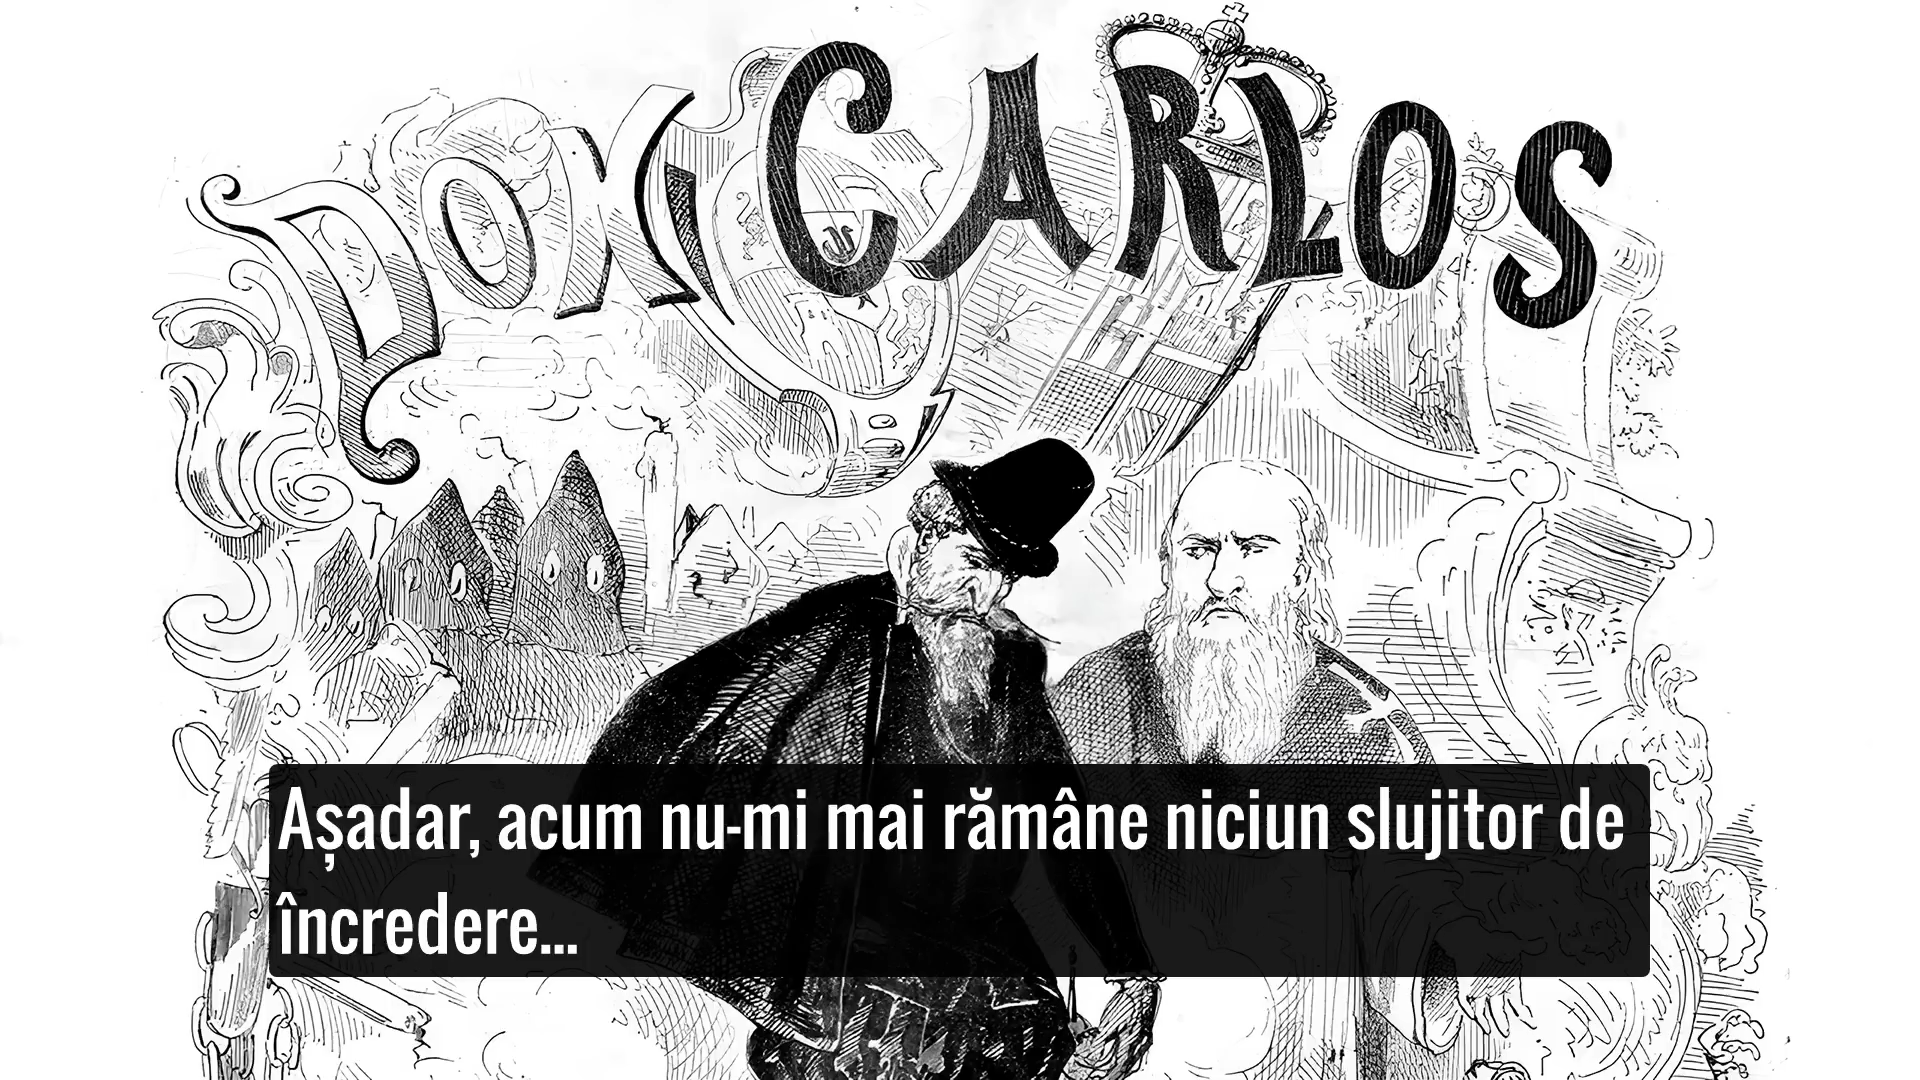 DON CARLOS
Așadar, acum nu-mi mai rămâne niciun slujitor de
încredere...